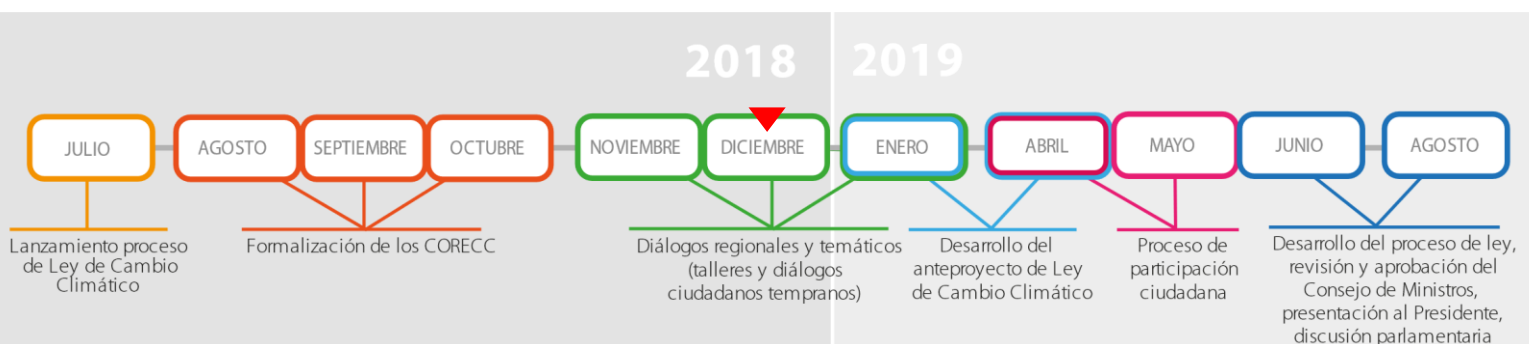 2018
2019
JULIO
AGOSTO
SEPTIEMBRE
OCTUBRE
NOVIEMBRE
DICIEMBRE
ENERO
ABRIL
MAYO
JUNIO
AGOSTO
Lanzamiento proceso
de Ley de Cambio
Climático
Formalización de los CORECC
Diálogos regionales y temáticos
(talleres y diálogos
ciudadanos tempranos)
Desarrollo del
anteproyecto de Ley
de Cambio Climático
Proceso de
participación
ciudadana
Desarrollo del proceso de ley,
revisión y aprobación del
Consejo de Ministros,
presentación al Presidente,
discusión parlamentaria